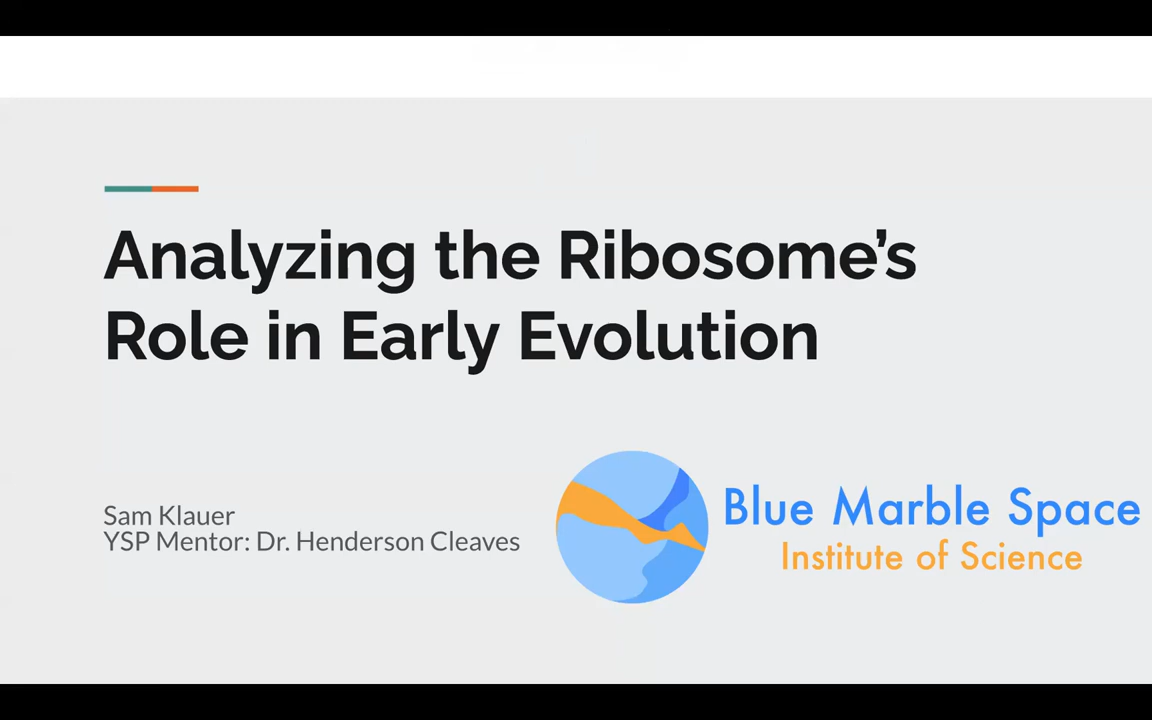 Analyzing the Ribosome’s
Role in Early Evolution
Sam Klauer
YSP Mentor: Dr. Henderson Cleaves
Blue Marble Space
Institute of Science